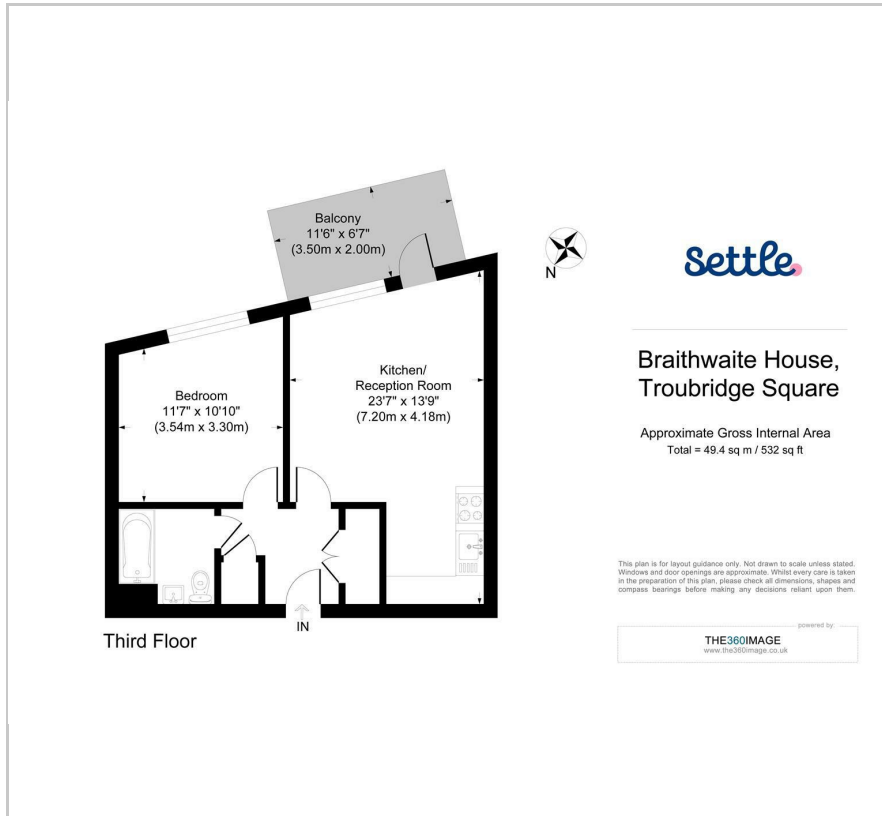 Balcony
11'6" x 6'7"
(3.50m x 2.00m)
N
Kitchen/
Reception Room
23'7" x 13'9"
(7.20m x 4.18m)
Bedroom
11'7" x 10'10"
(3.54m x 3.30m)
IN
Third Floor
settle
Braithwaite House,
Troubridge Square
Approximate Gross Internal Area
Total = 49.4 sq m / 532 sq ft
This plan is for layout guidance only. Not drawn to scale unless stated.
Windows and door openings are approximate. Whilst every care is taken
in the preparation of this plan, please check all dimensions, shapes and
compass bearings before making any decisions reliant upon them.
powered by:
THE360IMAGE
www.the360image.co.uk